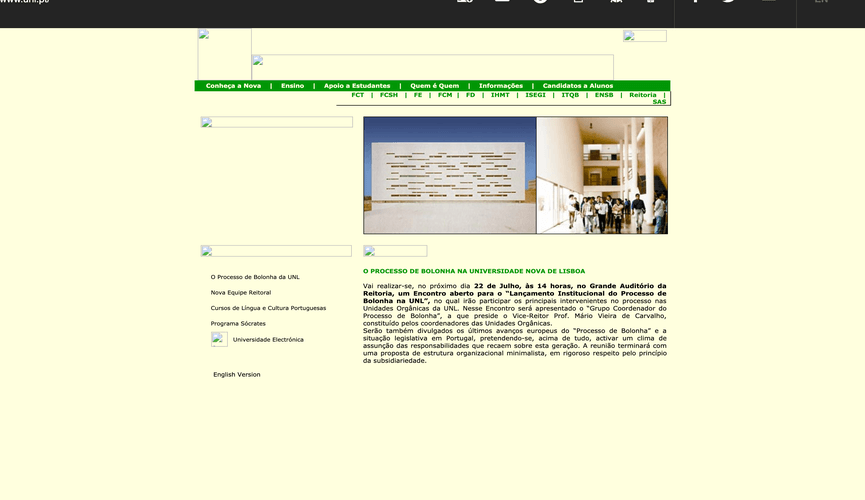 Conheça a Nova | Ensino | Apoio a Estudantes | Quem é Quem | Informações | Candidatos a Alunos
FCT | FCSH | FE | FCM | FD | IHMT | ISEGI | ITQB | ENSB | Reitoria |
SAS
O Processo de Bolonha da UNL
Nova Equipe Reitoral
Cursos de Língua e Cultura Portuguesas
Programa Sócrates
Universidade Electrónica
English Version
O PROCESSO DE BOLONHA NA UNIVERSIDADE NOVA DE LISBOA
Vai realizar-se, no próximo dia 22 de Julho, às 14 horas, no Grande Auditório da
Reitoria, um Encontro aberto para o “Lançamento Institucional do Processo de
Bolonha na UNL”, no qual irão participar os principais intervenientes no processo nas
Unidades Orgânicas da UNL. Nesse Encontro será apresentado o “Grupo Coordenador do
Processo de Bolonha”, a que preside o Vice-Reitor Prof. Mário Vieira de Carvalho,
constituído pelos coordenadores das Unidades Orgânicas.
Serão também divulgados os últimos avanços europeus do “Processo de Bolonha” e a
situação legislativa em Portugal, pretendendo-se, acima de tudo, activar um clima de
assunção das responsabilidades que recaem sobre esta geração. A reunião terminará com
uma proposta de estrutura organizacional minimalista, em rigoroso respeito pelo princípio
da subsidiariedade.